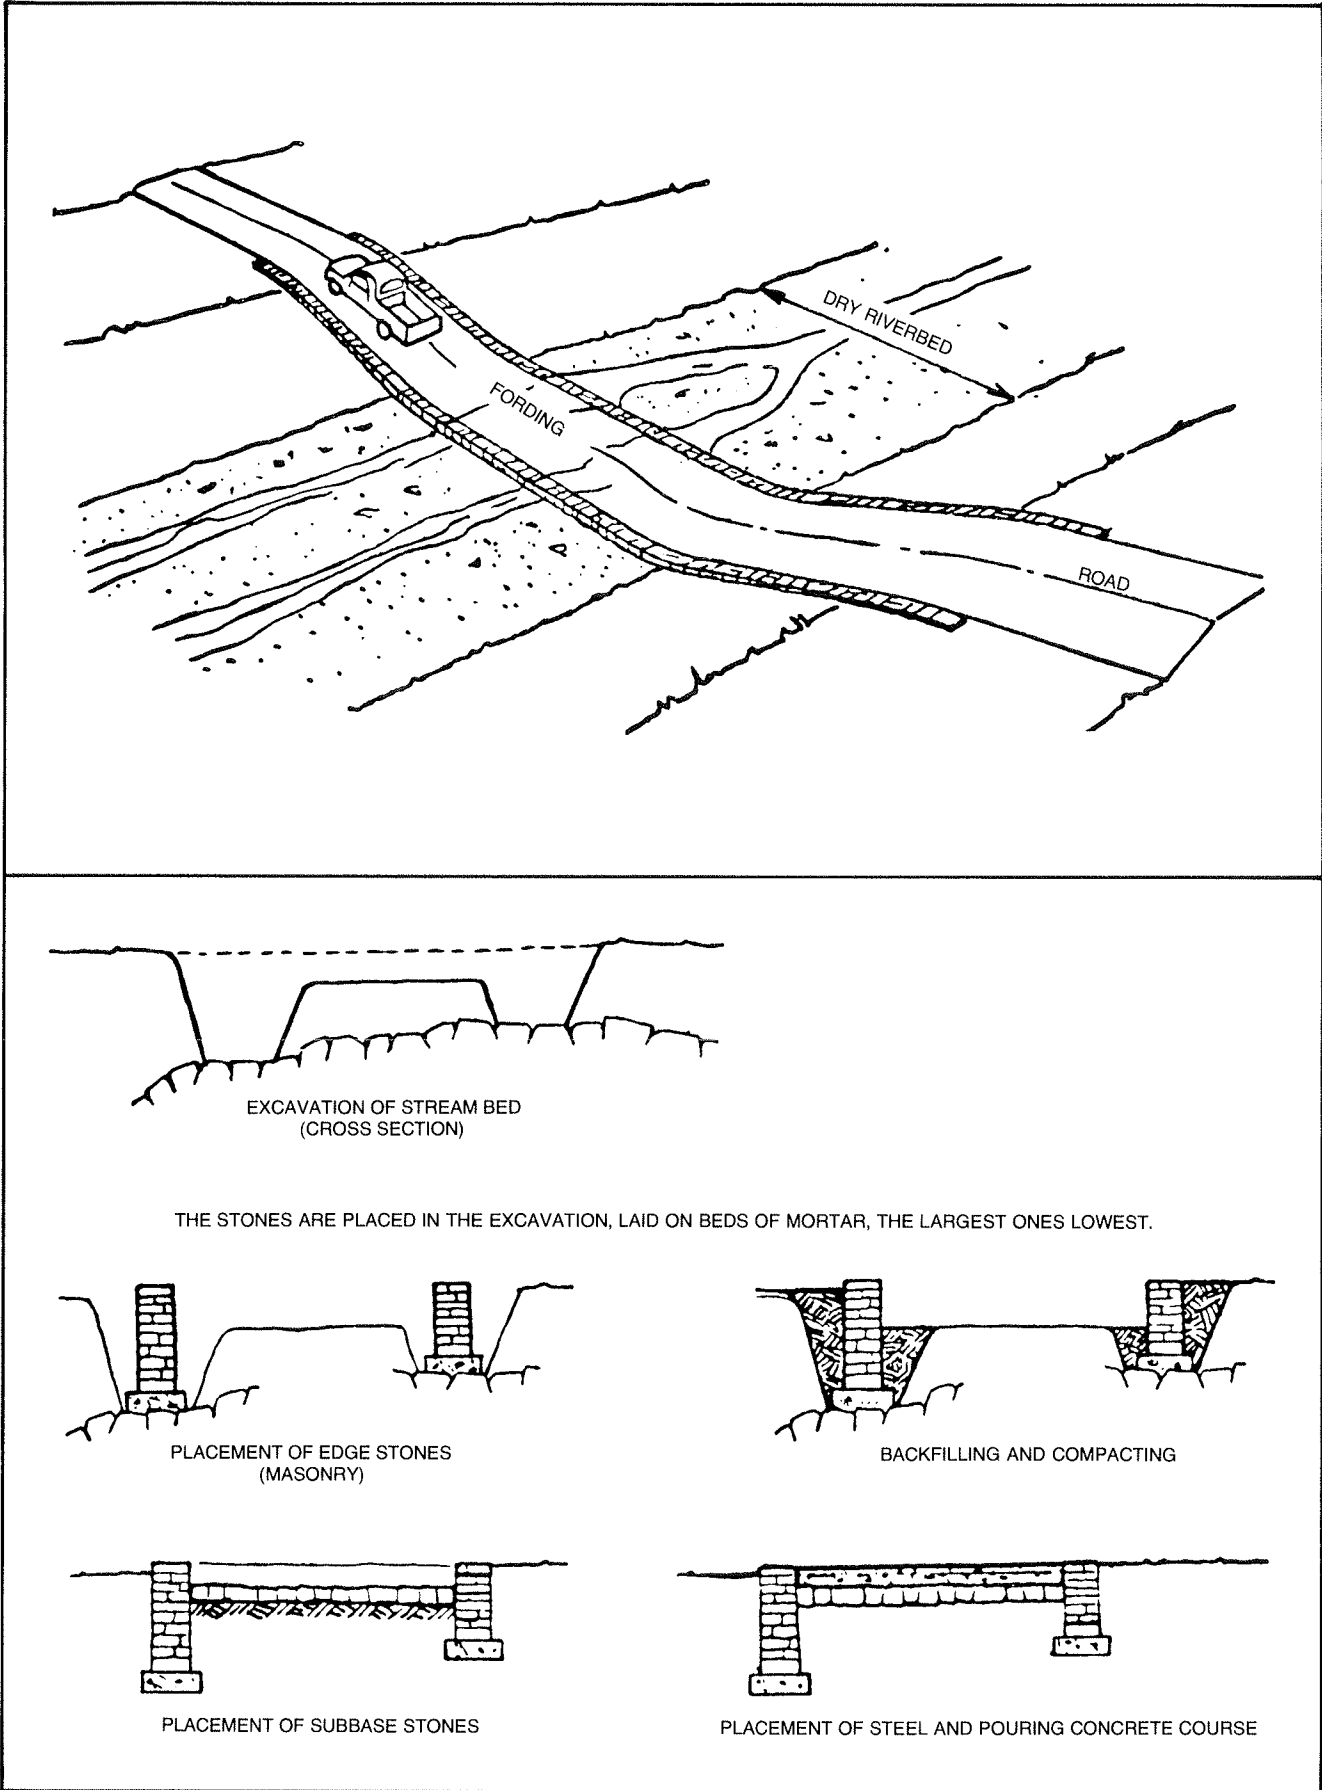 DRY RIVERBED
FORDING
ROAD
EXCAVATION OF STREAM BED
(CROSS SECTION)
THE STONES ARE PLACED IN THE EXCAVATION, LAID ON BEDS OF MORTAR, THE LARGEST ONES LOWEST.
PLACEMENT OF EDGE STONES
(MASONRY)
BACKFILLING AND COMPACTING
PLACEMENT OF SUBBASE STONES
PLACEMENT OF STEEL AND POURING CONCRETE COURSE